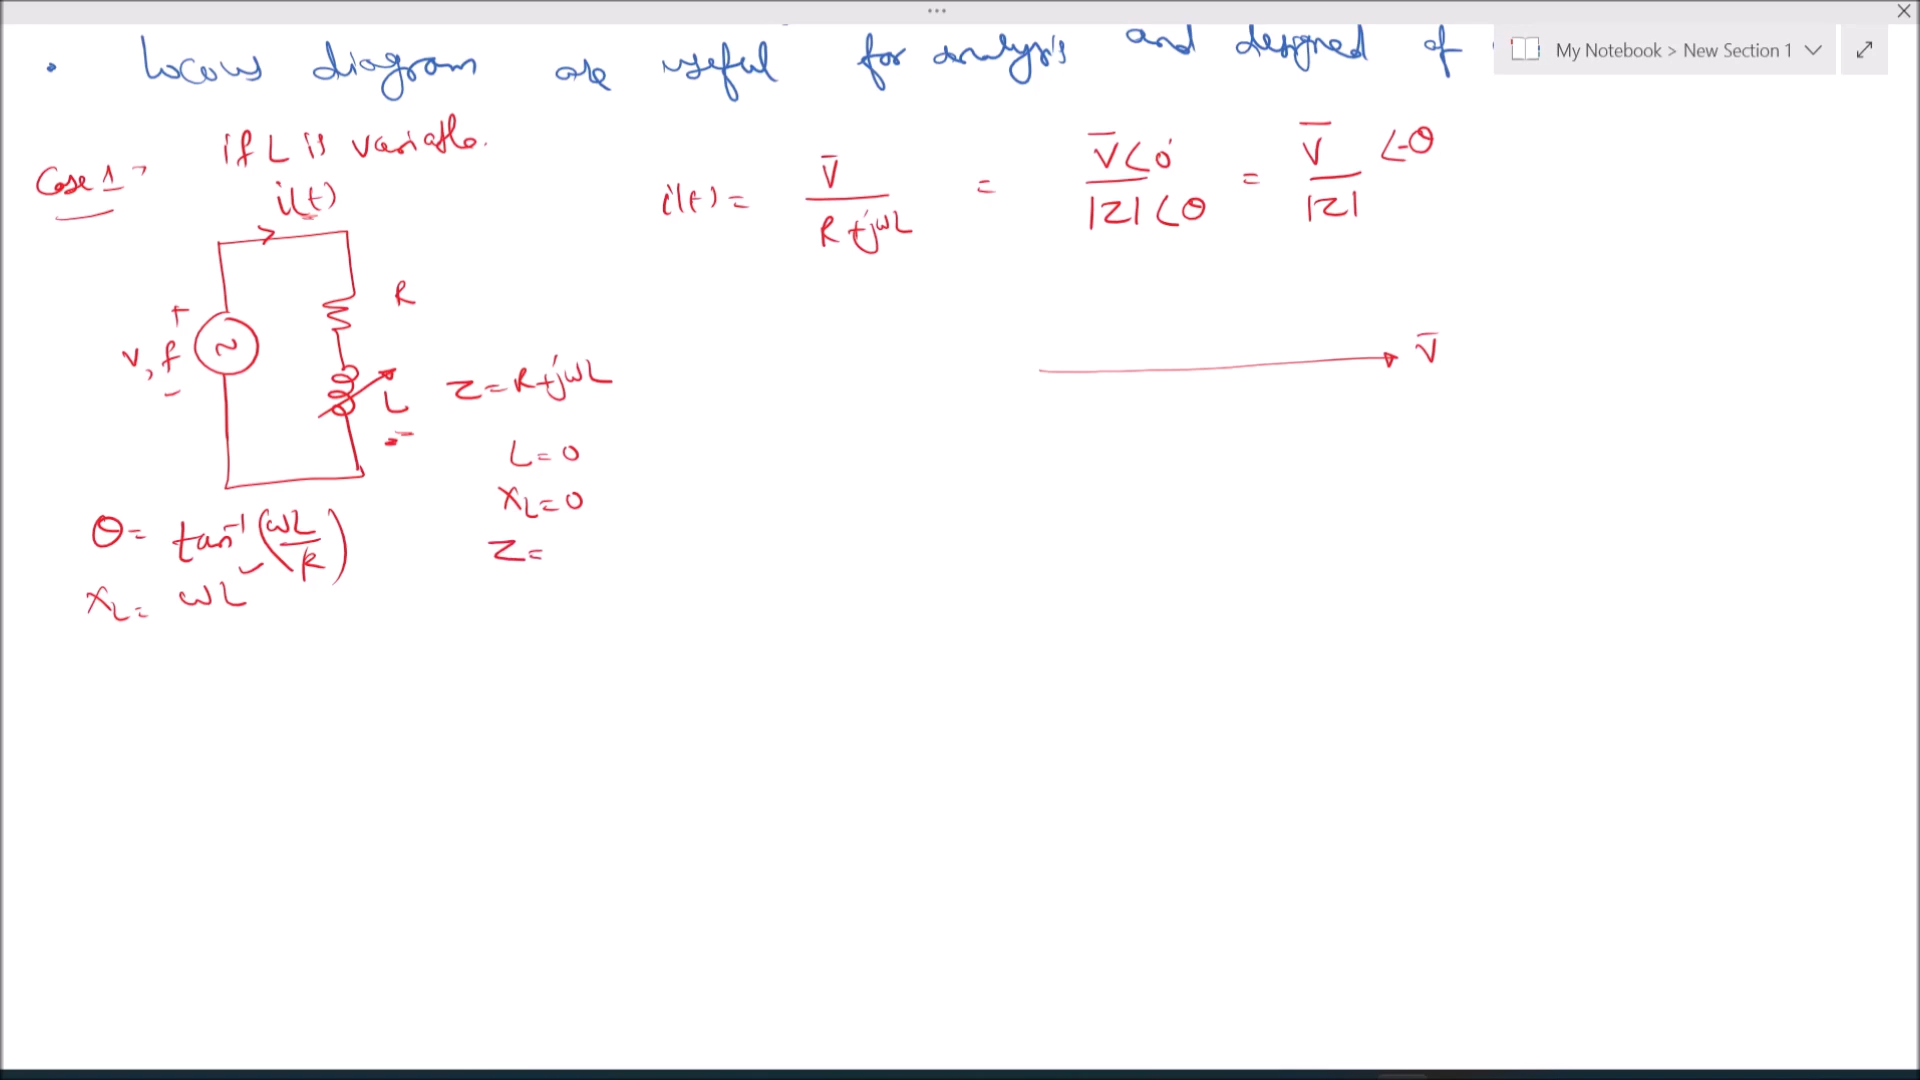 • Locous diagram are useful for analysis and designed of
My Notebook > New Section 1
Case 1 if L is variable.
i(t)
i(t) = V̅ / R + jωL = V̅∠0° / |Z|∠θ = V̅ / |Z| ∠-θ
R
+
V, f
-
~
L
Z = R + jωL
V̅
L = 0
XL = 0
Z =
θ = tan⁻¹ (ωL / R)
XL = ωL